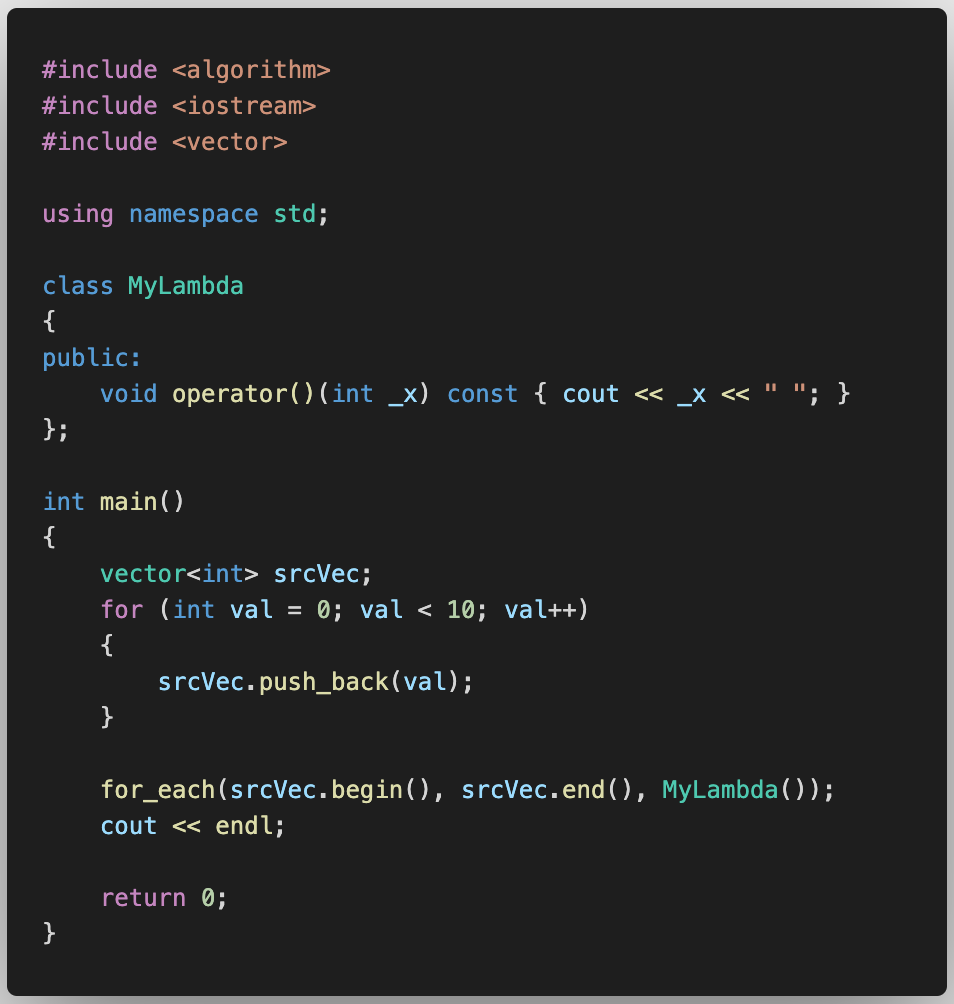 #include <algorithm>
#include <iostream>
#include <vector>

using namespace std;

class MyLambda
{
public:
    void operator()(int _x) const { cout << _x << " "; }
};

int main()
{
    vector<int> srcVec;
    for (int val = 0; val < 10; val++)
    {
        srcVec.push_back(val);
    }

    for_each(srcVec.begin(), srcVec.end(), MyLambda());
    cout << endl;

    return 0;
}